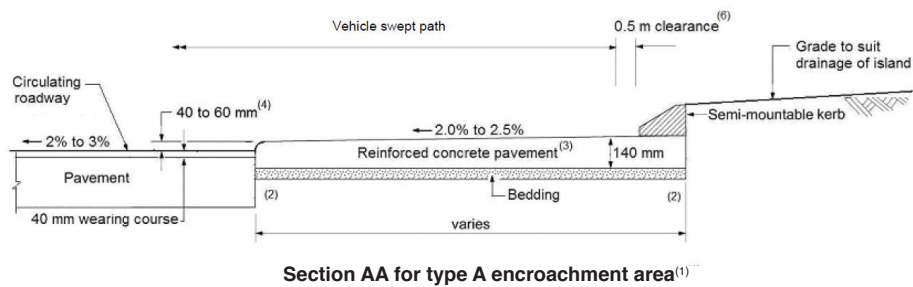 Vehicle swept path
0.5 m clearance(6)
Grade to suit
drainage of island
Circulating
roadway
40 to 60 mm(4)
Semi-mountable kerb
2% to 3%
2.0% to 2.5%
Reinforced concrete pavement(3)
140 mm
Pavement
(2)
Bedding
(2)
40 mm wearing course
varies
Section AA for type A encroachment area(1)